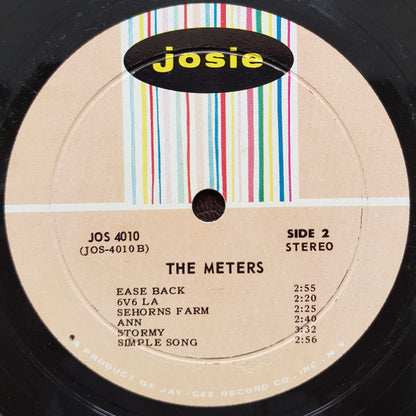 Josie
JOS 4010
(JOS-4010 B)
SIDE 2
STEREO
THE METERS
EASE BACK 2:55
6V6 LA 2:20
SEHORNS FARM 2:25
ANN 2:40
STORMY 3:32
SIMPLE SONG 2:56
A PRODUCT OF JAY-GEE RECORD CO., INC., N. Y.